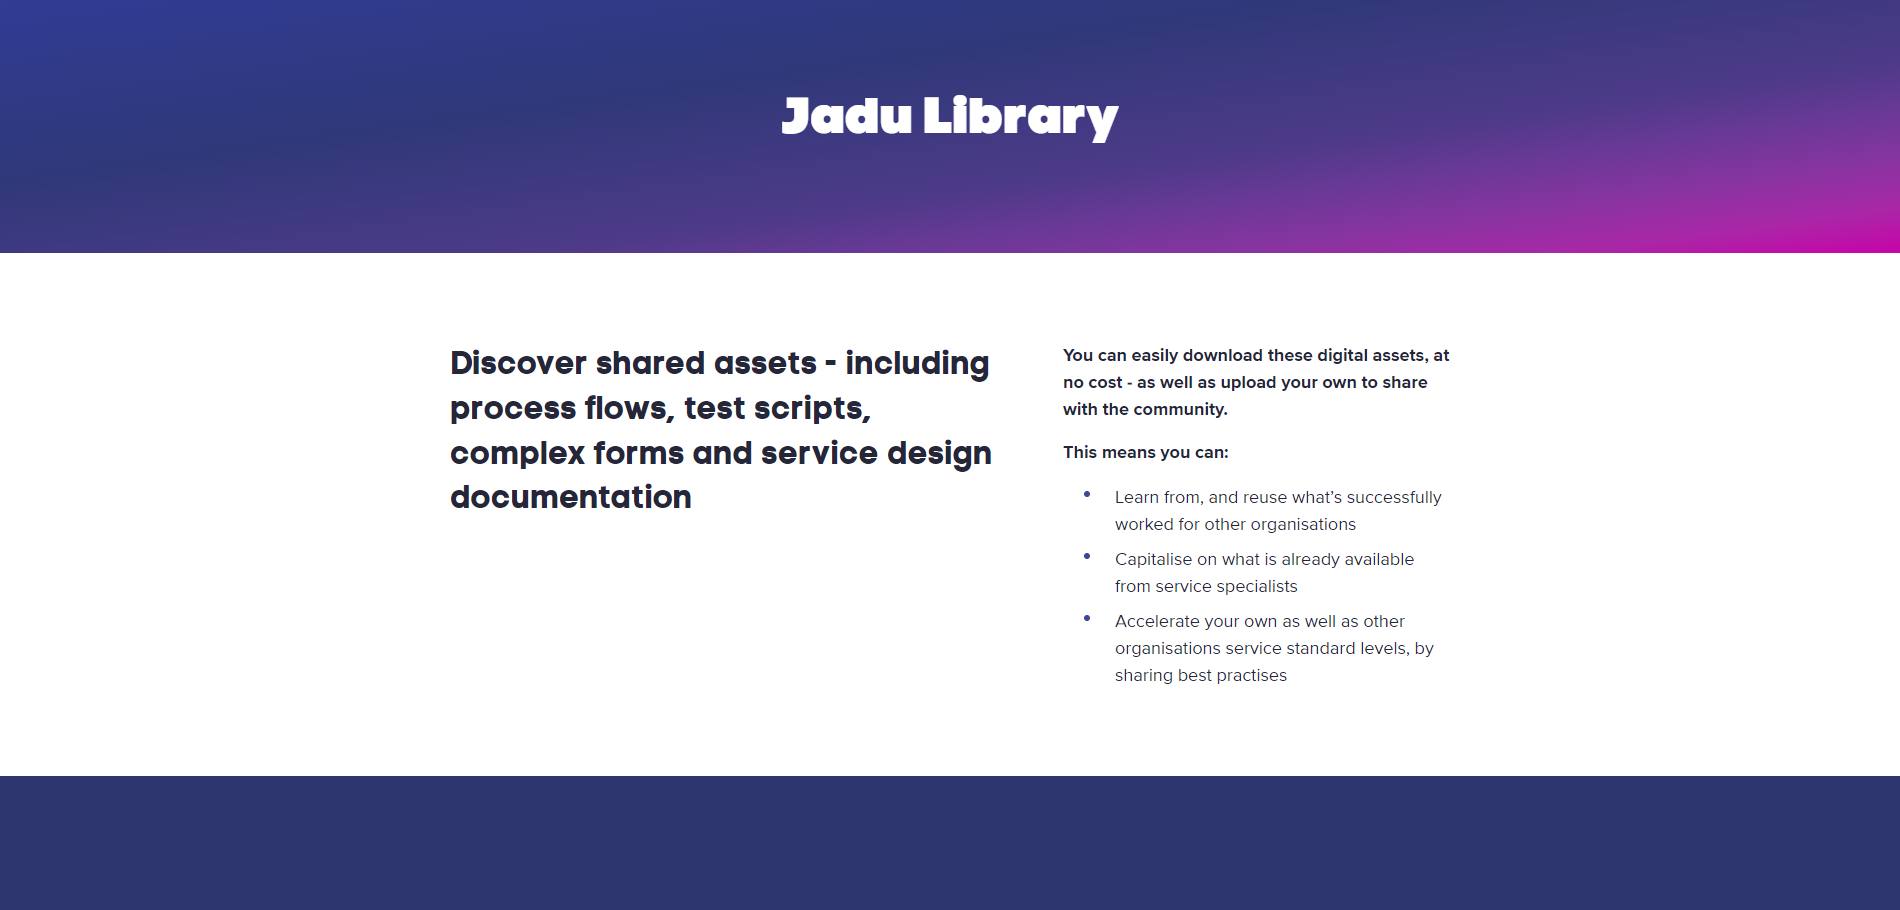 Jadu Library
Discover shared assets - including
process flows, test scripts,
complex forms and service design
documentation
You can easily download these digital assets, at
no cost - as well as upload your own to share
with the community.
This means you can:
Learn from, and reuse what’s successfully
worked for other organisations
Capitalise on what is already available
from service specialists
Accelerate your own as well as other
organisations service standard levels, by
sharing best practises